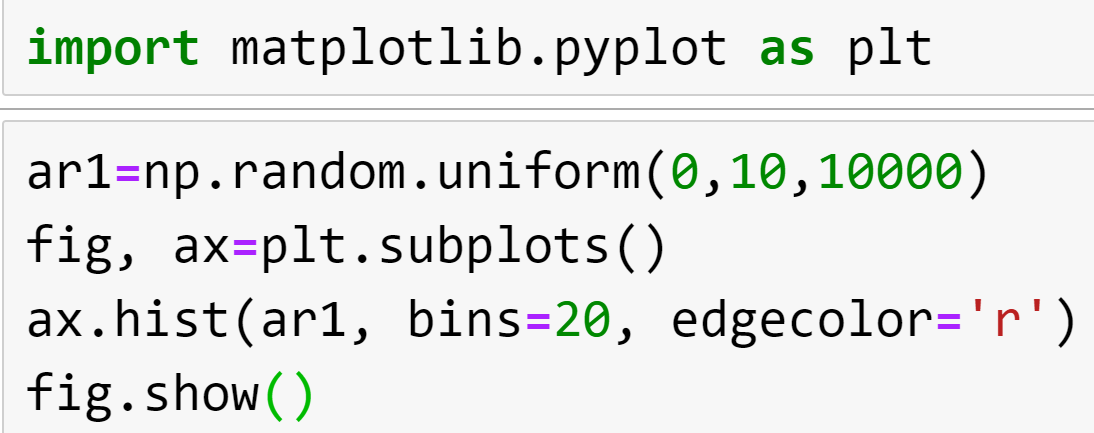 import matplotlib.pyplot as plt
ar1=np.random.uniform(0,10,10000)
fig, ax=plt.subplots()
ax.hist(ar1, bins=20, edgecolor='r')
fig.show()